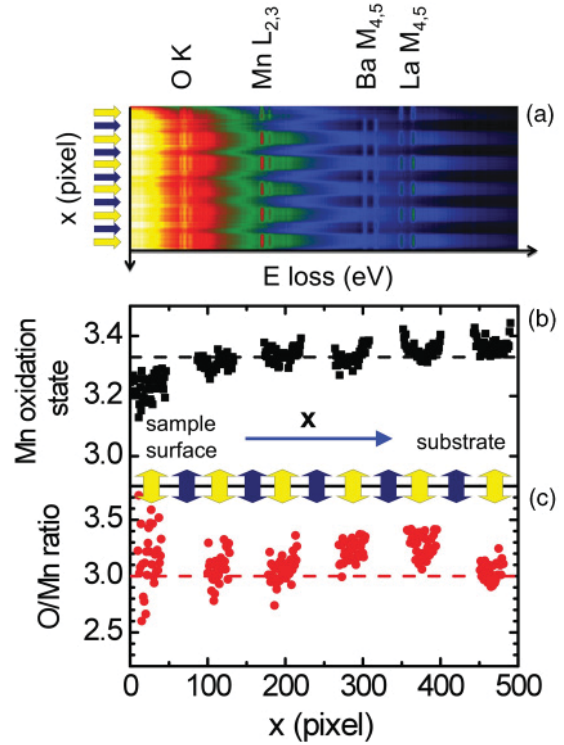 O K
Mn L2,3
Ba M4,5
La M4,5
(a)
x (pixel)
E loss (eV)
(b)
3.4
3.2
3.0
Mn oxidation
state
sample
surface
x
substrate
(c)
3.5
3.0
2.5
O/Mn ratio
0 100 200 300 400 500
x (pixel)